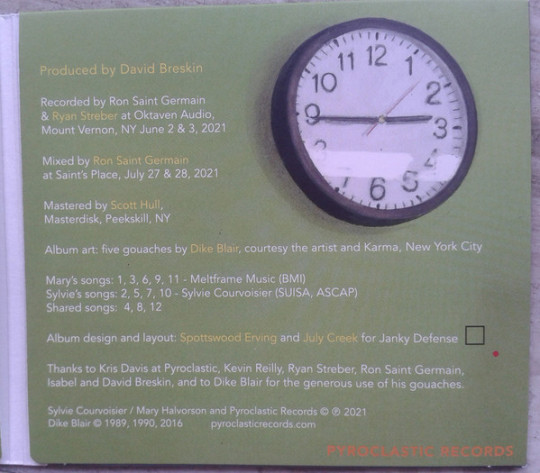 Produced by David Breskin
Recorded by Ron Saint Germain
& Ryan Streber at Oktaven Audio,
Mount Vernon, NY June 2 & 3, 2021
Mixed by Ron Saint Germain
at Saint's Place, July 27 & 28, 2021
Mastered by Scott Hull,
Masterdisk, Peekskill, NY
11 12 1
10 2
9 3
4
6 5
Album art: five gouaches by Dike Blair, courtesy the artist and Karma, New York City
Mary's songs: 1, 3, 6, 9, 11 - Meltframe Music (BMI)
Sylvie's songs: 2, 5, 7, 10 - Sylvie Courvoisier (SUISA, ASCAP)
Shared songs: 4, 8, 12
Album design and layout: Spottswood Erving and July Creek for Janky Defense
Thanks to Kris Davis at Pyroclastic, Kevin Reilly, Ryan Streber, Ron Saint Germain,
Isabel and David Breskin, and to Dike Blair for the generous use of his gouaches.
Sylvie Courvoisier / Mary Halvorson and Pyroclastic Records © ℗ 2021
Dike Blair © 1989, 1990, 2016 pyroclasticrecords.com
PYROCLASTIC RECORDS